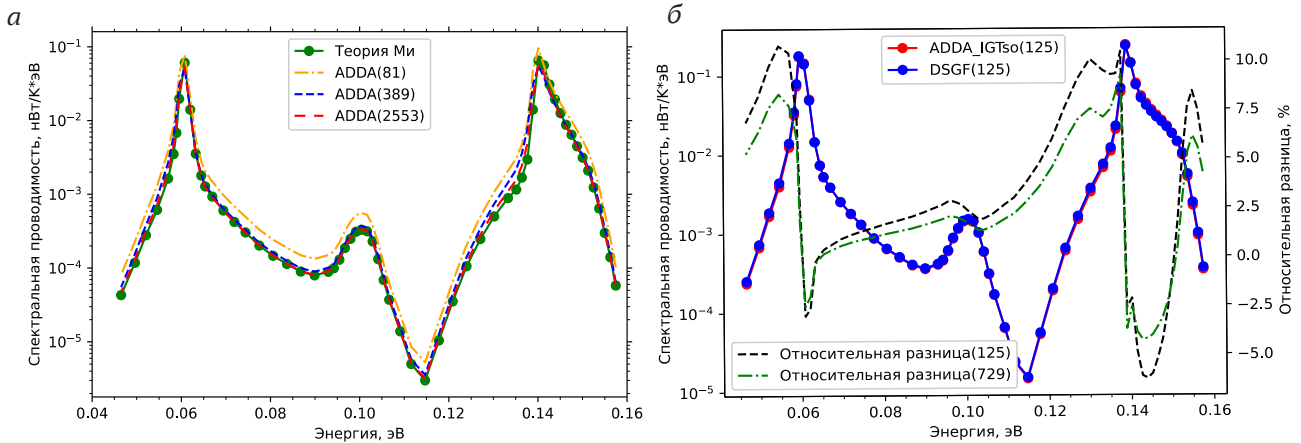 а
Спектральная проводимость, нВт/К*эВ
10⁻¹
10⁻²
10⁻³
10⁻⁴
10⁻⁵
Теория Ми
ADDA(81)
ADDA(389)
ADDA(2553)
0.04 0.06 0.08 0.10 0.12 0.14 0.16
Энергия, эВ
б
Спектральная проводимость, нВт/К*эВ
10⁻¹
10⁻²
10⁻³
10⁻⁴
10⁻⁵
ADDA_IGTso(125)
DSGF(125)
Относительная разница(125)
Относительная разница(729)
0.06 0.08 0.10 0.12 0.14 0.16
Энергия, эВ
10.0
7.5
5.0
2.5
0.0
−2.5
−5.0
Относительная разница, %